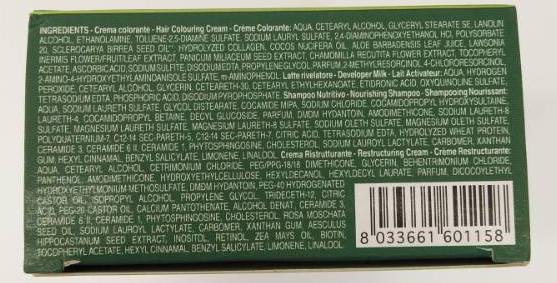 INGREDIENTS - Crema colorante - Hair Colouring Cream - Crème Colorante: AQUA, CETEARYL ALCOHOL, GLYCERYL STEARATE SE, LANOLIN
ALCOHOL, ETHANOLAMINE, TOLUENE-2,5-DIAMINE SULFATE, SODIUM LAURYL SULFATE, 2,4-DIAMINOPHENOXYETHANOL HCl, POLYSORBATE
20, SCLEROCARYA BIRREA SEED OIL, HYDROLYZED COLLAGEN, COCOS NUCIFERA OIL, ALOE BARBADENSIS LEAF JUICE, LAWSONIA
INERMIS FLOWER/FRUIT/LEAF EXTRACT, PANICUM MILIACEUM SEED EXTRACT, CHAMOMILLA RECUTITA FLOWER EXTRACT, TOCOPHERYL
ACETATE, ASCORBIC ACID, SODIUM SULFITE, DISODIUM EDTA, PROPYLENE GLYCOL, PARFUM, 2-METHYLRESORCINOL, 4-CHLORORESORCINOL,
2-AMINO-4-HYDROXYETHYLAMINOANISOLE SULFATE, m-AMINOPHENOL. Latte rivelatore - Developer Milk - Lait Activateur: AQUA, HYDROGEN
PEROXIDE, CETEARYL ALCOHOL, GLYCERIN, CETEARETH-30, CETEARYL ETHYLHEXANOATE, ETIDRONIC ACID, OXYQUINOLINE SULFATE,
TETRASODIUM EDTA, PHOSPHORIC ACID, DISODIUM PYROPHOSPHATE. Shampoo Nutritivo - Nourishing Shampoo - Shampooing Nourissant:
AQUA, SODIUM LAURETH SULFATE, GLYCOL DISTEARATE, COCAMIDE MIPA, SODIUM CHLORIDE, COCAMIDOPROPYL HYDROXYSULTAINE,
LAURETH-4, COCAMIDOPROPYL BETAINE, DECYL GLUCOSIDE, PARFUM, DMDM HYDANTOIN, AMODIMETHICONE, SODIUM LAURETH-8
SULFATE, MAGNESIUM LAURETH SULFATE, MAGNESIUM LAURETH-8 SULFATE, SODIUM OLETH SULFATE, MAGNESIUM OLETH SULFATE,
POLYQUATERNIUM-7, C12-14 SEC PARETH-5, C12-14 SEC-PARETH-7, CITRIC ACID, TETRASODIUM EDTA, HYDROLYZED WHEAT PROTEIN,
CERAMIDE 3, CERAMIDE 6 II, CERAMIDE 1, PHYTOSPHINGOSINE, CHOLESTEROL, SODIUM LAUROYL LACTYLATE, CARBOMER, XANTHAN
GUM, HEXYL CINNAMAL, BENZYL SALICYLATE, LIMONENE, LINALOOL. Crema Ristrutturante - Restructuring Cream - Crème Restructurante:
AQUA, CETEARYL ALCOHOL, CETRIMONIUM CHLORIDE, PEG/PPG-18/18 DIMETHICONE, GLYCERIN, BEHENTRIMONIUM CHLORIDE,
PANTHENOL, AMODIMETHICONE, HYDROXYETHYLCELLULOSE, HEXYLDECANOL, HEXYLDECYL LAURATE, PARFUM, DICOCOYLETHYL
HYDROXYETHYLMONIUM METHOSULFATE, DMDM HYDANTOIN, PEG-40 HYDROGENATED
CASTOR OIL, ISOPROPYL ALCOHOL, PROPYLENE GLYCOL, TRIDECETH-12, CITRIC
ACID, PEG-20 CASTOR OIL, CALCIUM PANTOTHENATE, ALCOHOL DENAT, CERAMIDE 3,
CERAMIDE 6 II, CERAMIDE 1, PHYTOSPHINGOSINE, CHOLESTEROL, ROSA MOSCHATA
SEED OIL, SODIUM LAUROYL LACTYLATE, CARBOMER, XANTHAN GUM, AESCULUS
HIPPOCASTANUM SEED EXTRACT, INOSITOL, RETINOL, ZEA MAYS OIL, BIOTIN,
TOCOPHERYL ACETATE, HEXYL CINNAMAL, BENZYL SALICYLATE, LIMONENE, LINALOOL.
8 033661 601158